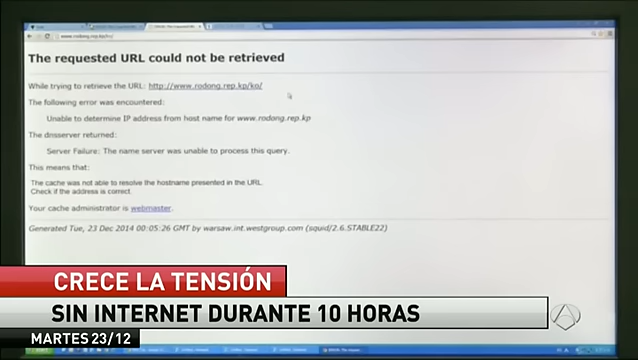 www.rodong.rep.kp/ko/
The requested URL could not be retrieved
While trying to retrieve the URL: http://www.rodong.rep.kp/ko/
The following error was encountered:
Unable to determine IP address from host name for www.rodong.rep.kp
The dnsserver returned:
Server Failure: The name server was unable to process this query.
This means that:
The cache was not able to resolve the hostname presented in the URL.
Check if the address is correct.
Your cache administrator is webmaster.
Generated Tue, 23 Dec 2014 00:05:26 GMT by warsaw.int.westgroup.com (squid/2.6.STABLE22)
CRECE LA TENSIÓN
SIN INTERNET DURANTE 10 HORAS
MARTES 23/12